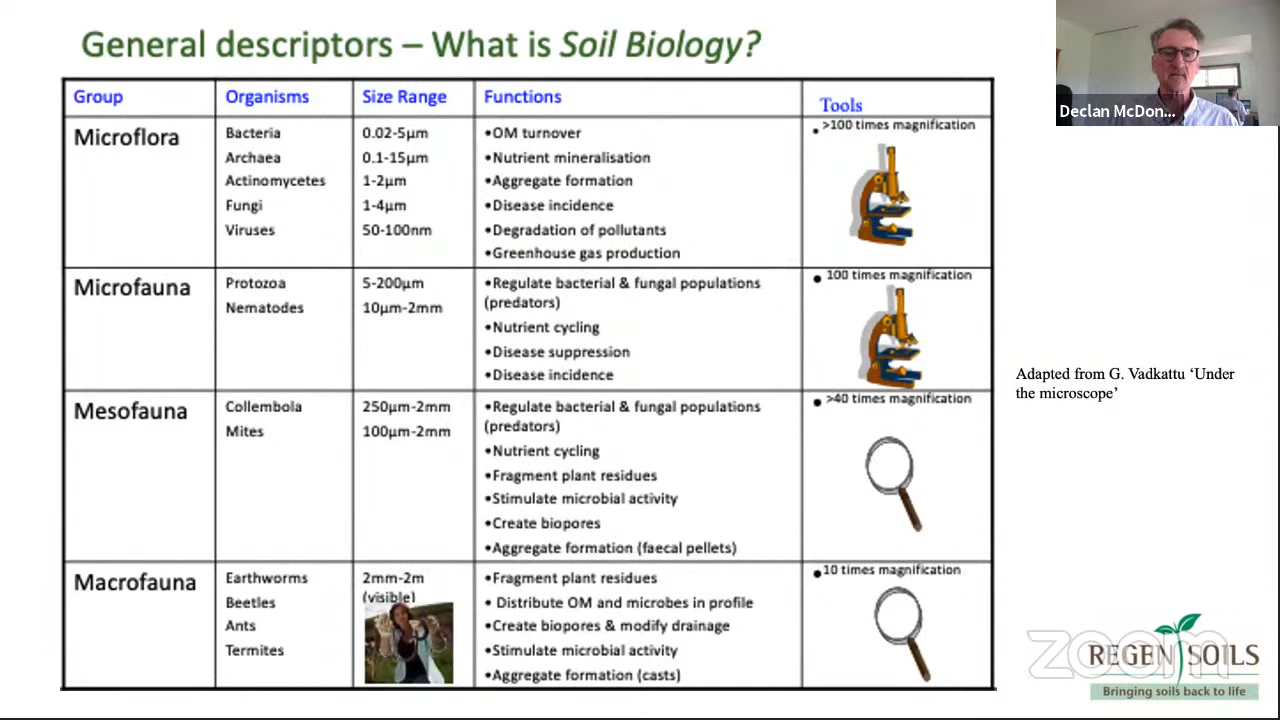 General descriptors – What is Soil Biology?
Declan McDon...
Group Organisms Size Range Functions Tools
Microflora
Bacteria 0.02-5µm
Archaea 0.1-15µm
Actinomycetes 1-2µm
Fungi 1-4µm
Viruses 50-100nm
•OM turnover
•Nutrient mineralisation
•Aggregate formation
•Disease incidence
•Degradation of pollutants
•Greenhouse gas production
• >100 times magnification
Microfauna
Protozoa 5-200µm
Nematodes 10µm-2mm
•Regulate bacterial & fungal populations
(predators)
•Nutrient cycling
•Disease suppression
•Disease incidence
• 100 times magnification
Mesofauna
Collembola 250µm-2mm
Mites 100µm-2mm
•Regulate bacterial & fungal populations
(predators)
•Nutrient cycling
•Fragment plant residues
•Stimulate microbial activity
•Create biopores
•Aggregate formation (faecal pellets)
• >40 times magnification
Macrofauna
Earthworms 2mm-2m
(visible)
Beetles
Ants
Termites
•Fragment plant residues
• Distribute OM and microbes in profile
•Create biopores & modify drainage
•Stimulate microbial activity
•Aggregate formation (casts)
•10 times magnification
Adapted from G. Vadkattu ‘Under
the microscope’
zoom
REGEN SOILS
Bringing soils back to life